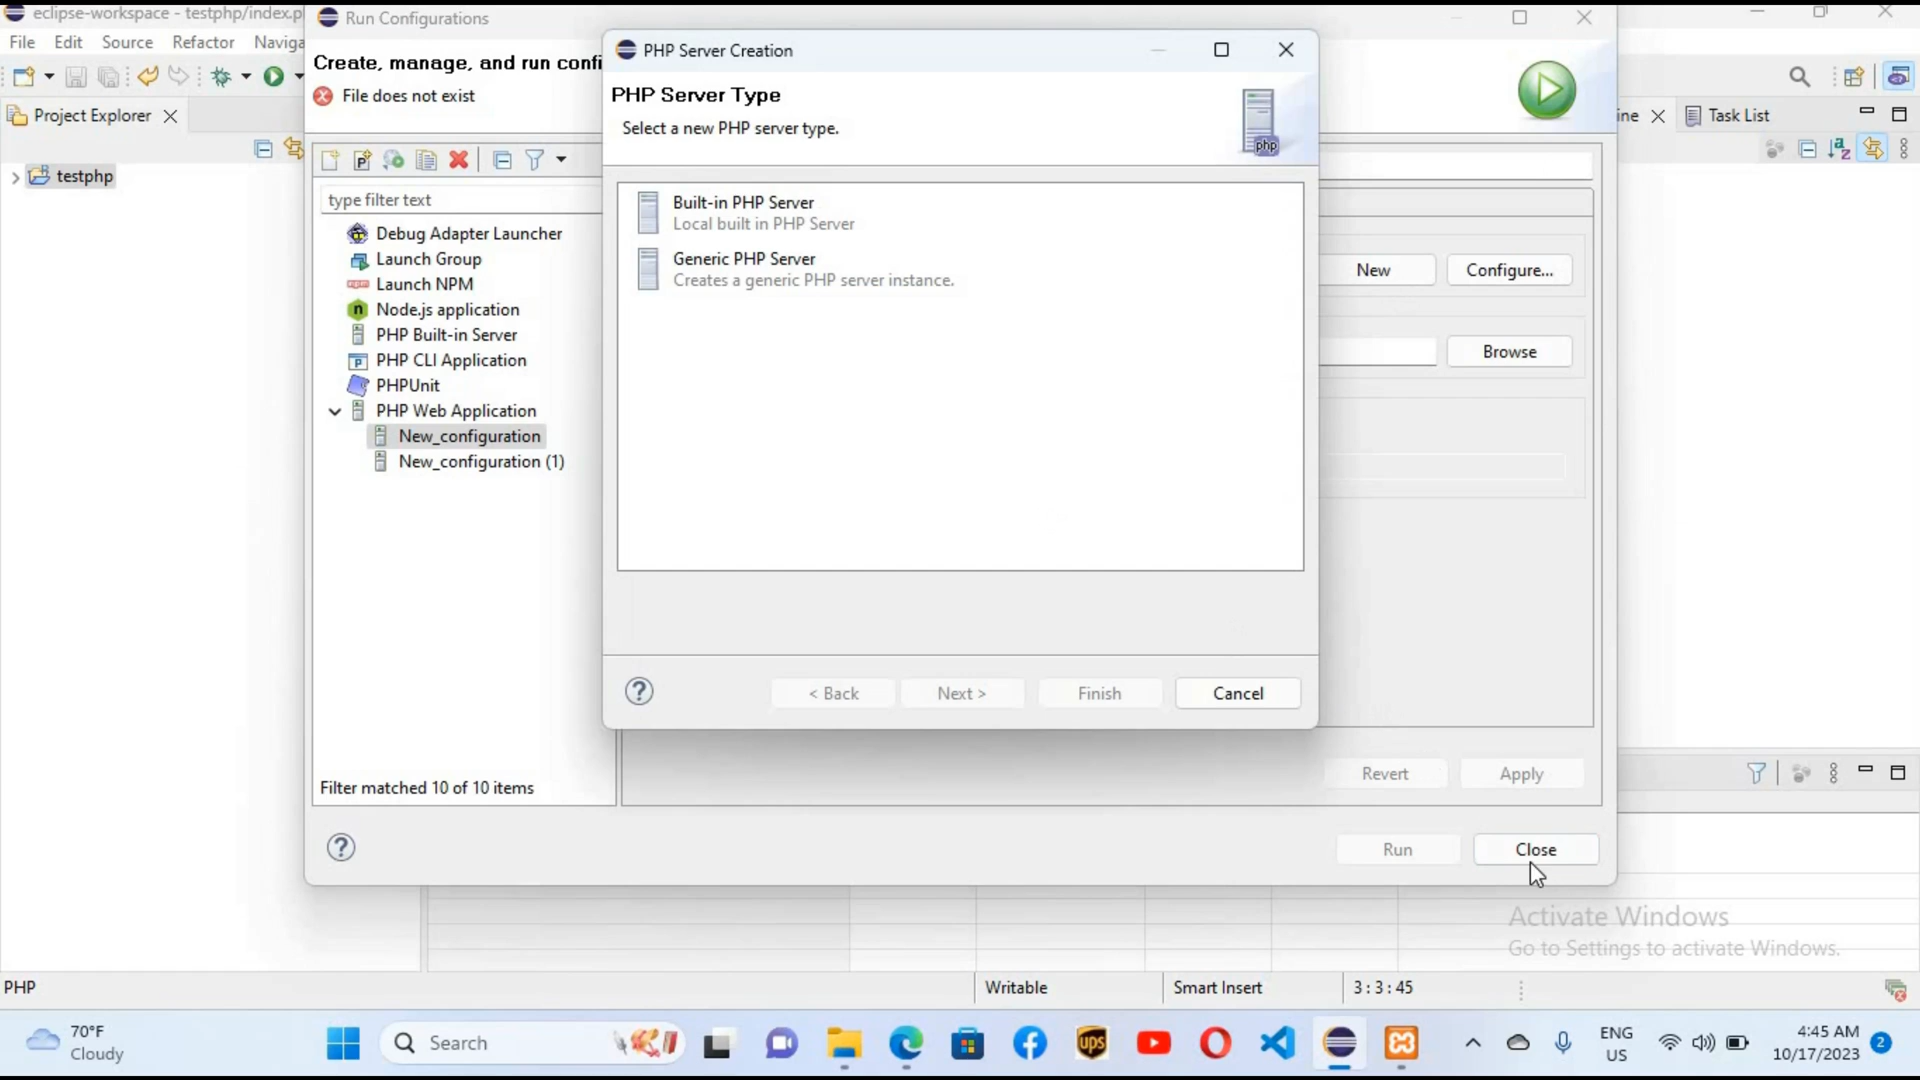 eclipse-workspace - testphp/index.p
File Edit Source Refactor Naviga
Project Explorer
testphp
Run Configurations
Create, manage, and run confi
File does not exist
type filter text
Debug Adapter Launcher
Launch Group
Launch NPM
Node.js application
PHP Built-in Server
PHP CLI Application
PHPUnit
PHP Web Application
New_configuration
New_configuration (1)
Filter matched 10 of 10 items
PHP Server Creation
PHP Server Type
Select a new PHP server type.
php
Built-in PHP Server
Local built in PHP Server
Generic PHP Server
Creates a generic PHP server instance.
< Back Next > Finish Cancel
New Configure...
Browse
Revert Apply
Run Close
ine Task List
Activate Windows
Go to Settings to activate Windows.
PHP Writable Smart Insert 3 : 3 : 45
70°F
Cloudy
Search
ups
ENG
US
4:45 AM
10/17/2023
2